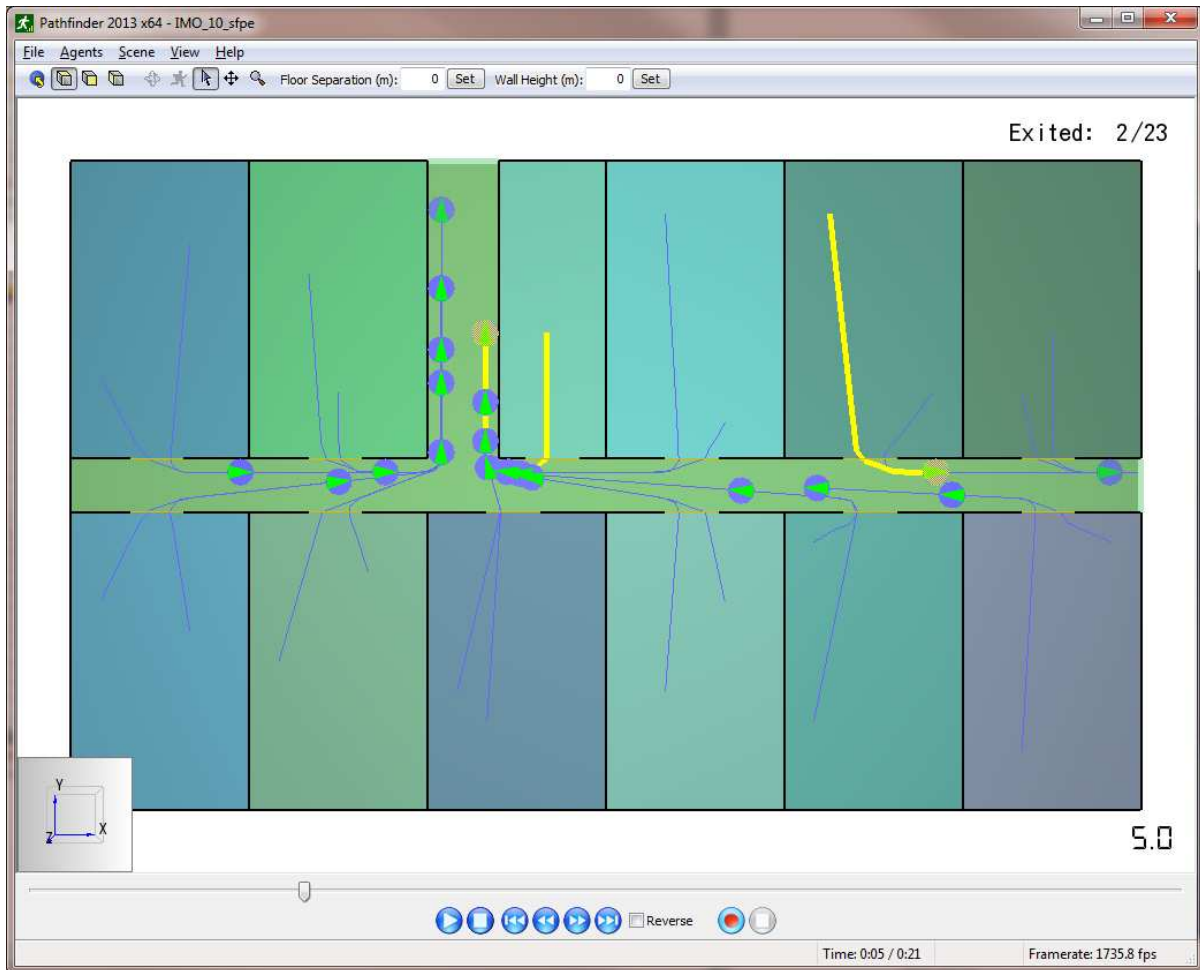 Pathfinder 2013 x64 - IMO_10_sfpe
File Agents Scene View Help
Floor Separation (m): 0 Set Wall Height (m): 0 Set
Exited: 2/23
Y
Z X
5.0
Reverse
Time: 0:05 / 0:21 Framerate: 1735.8 fps